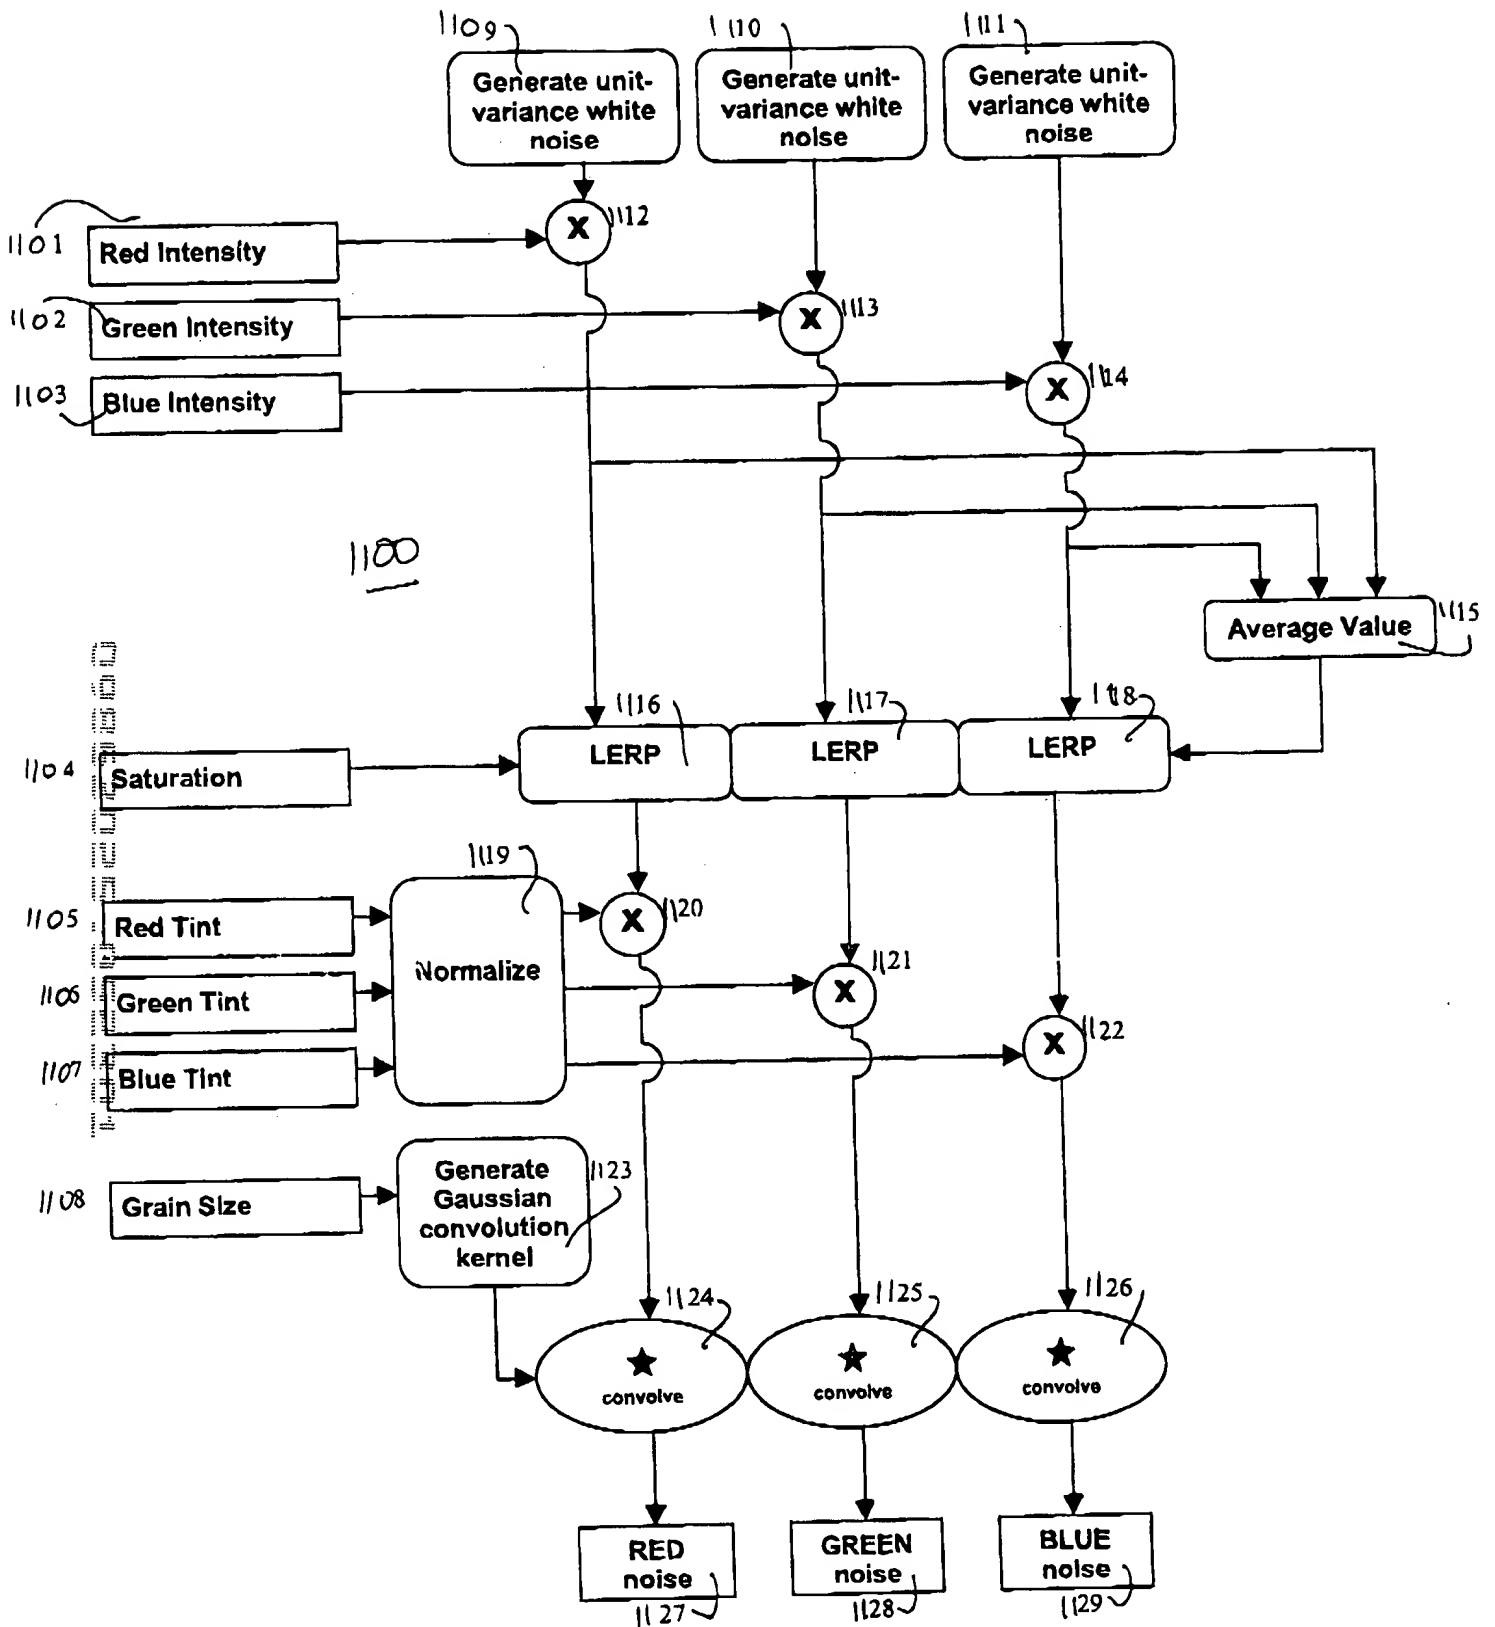 1109
1110
1111
Generate unit-
variance white
noise
Generate unit-
variance white
noise
Generate unit-
variance white
noise
1101
Red Intensity
X
1112
1102
Green Intensity
X
1113
1103
Blue Intensity
X
1114
1100
Average Value
1115
1116
1117
1118
LERP
LERP
LERP
1104
Saturation
1119
1105
Red Tint
X
1120
Normalize
1106
Green Tint
X
1121
1107
Blue Tint
X
1122
1108
Grain Size
Generate
Gaussian
convolution
kernel
1123
1124
1125
1126
convolve
convolve
convolve
RED
noise
GREEN
noise
BLUE
noise
1127
1128
1129